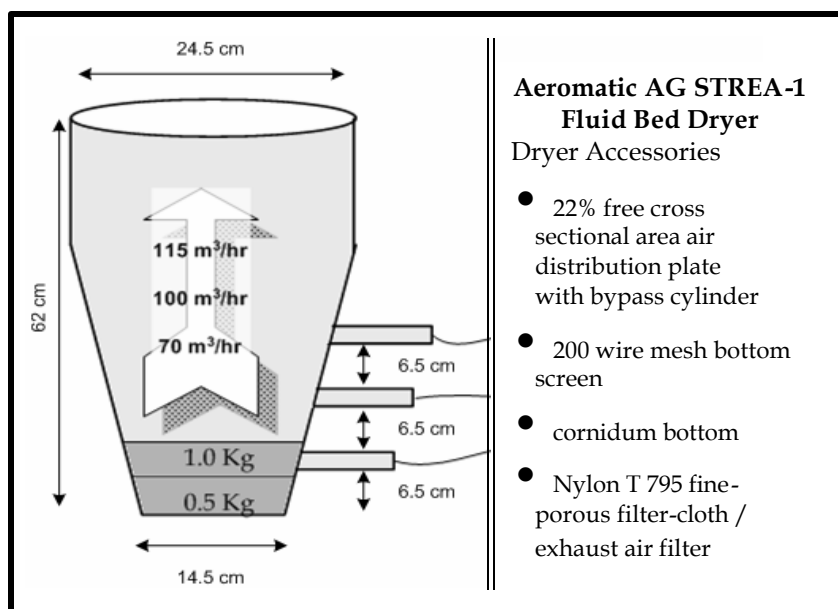 24.5 cm
62 cm
115 m³/hr
100 m³/hr
70 m³/hr
6.5 cm
6.5 cm
6.5 cm
1.0 Kg
0.5 Kg
14.5 cm
Aeromatic AG STREA-1
Fluid Bed Dryer
Dryer Accessories
● 22% free cross
sectional area air
distribution plate
with bypass cylinder
● 200 wire mesh bottom
screen
● cornidum bottom
● Nylon T 795 fine-
porous filter-cloth /
exhaust air filter